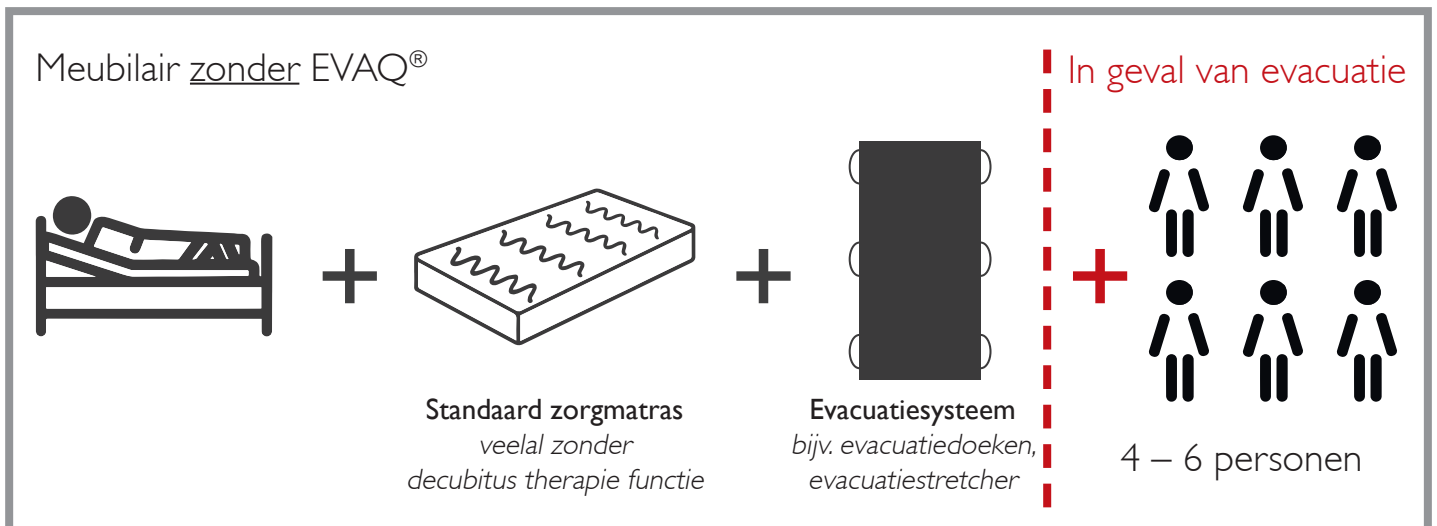 Meubilair zonder EVAQ®
In geval van evacuatie
Standaard zorgmatras
veelal zonder
decubitus therapie functie
Evacuatiesysteem
bijv. evacuatiedoeken,
evacuatiestretcher
4 – 6 personen